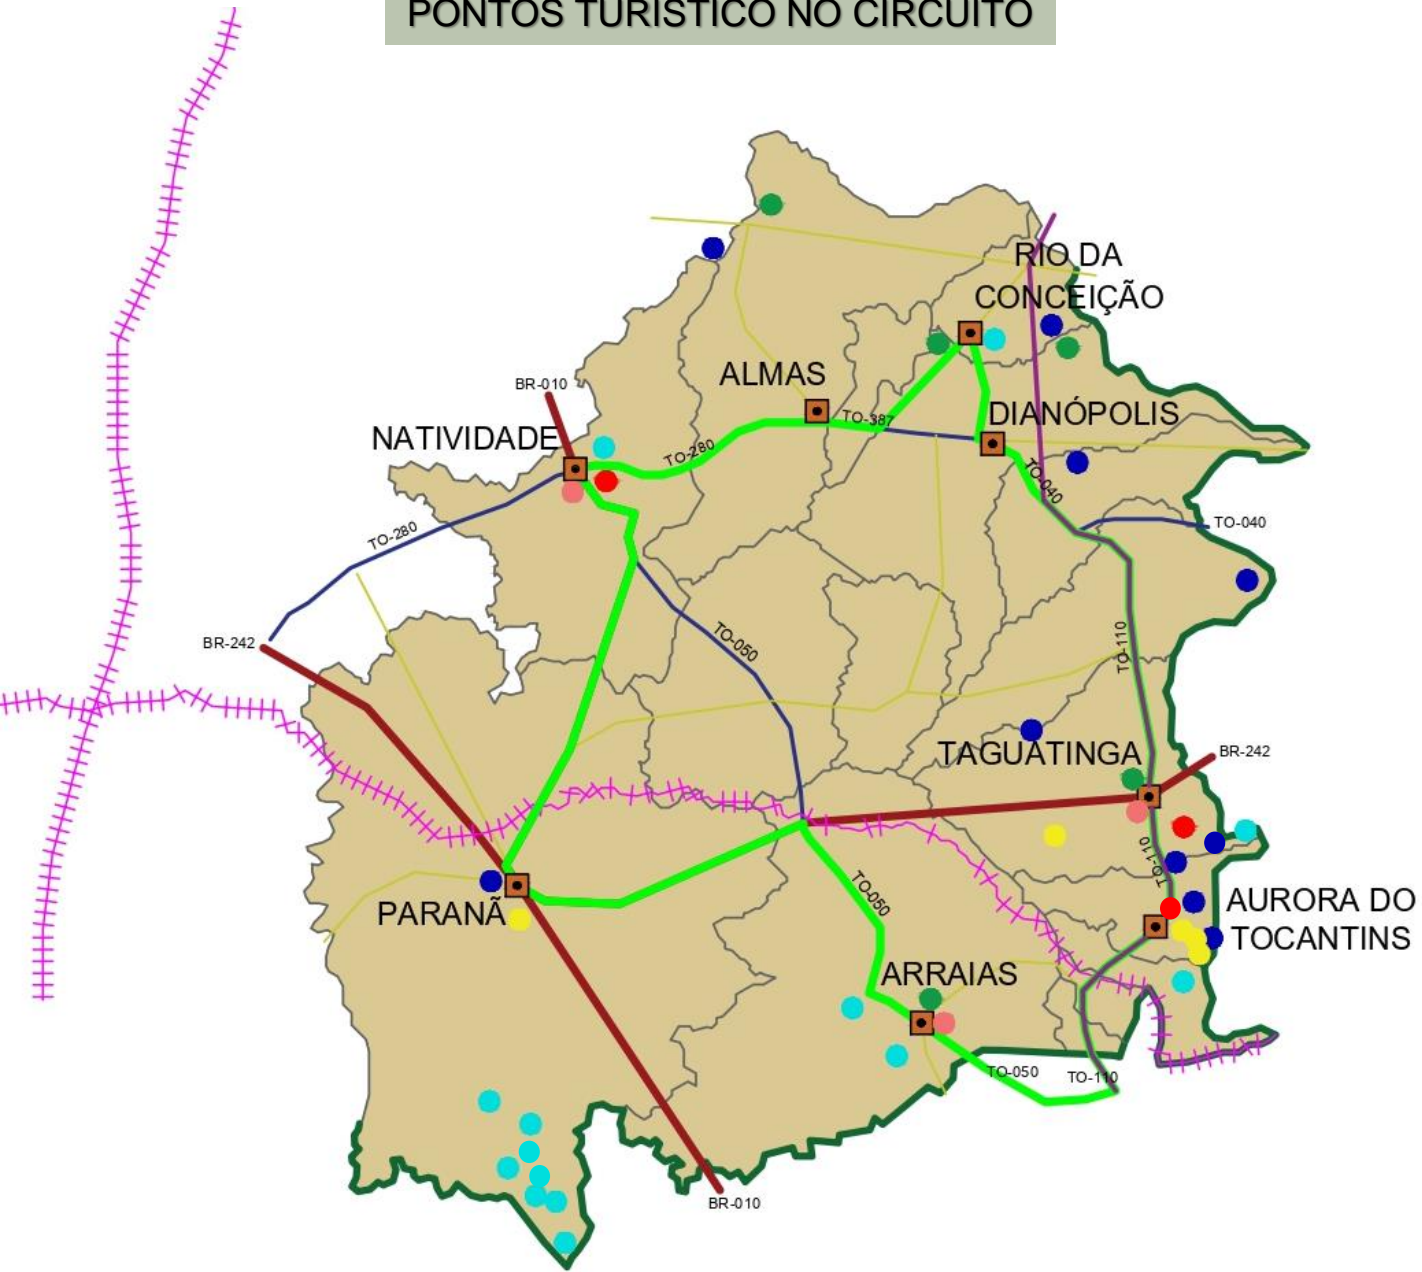 PONTOS TURÍSTICO NO CIRCUITO
RIO DA
CONCEIÇÃO
ALMAS
BR-010
TO-387
DIANÓPOLIS
NATIVIDADE
TO-280
TO-040
TO-280
TO-040
BR-242
TO-050
TO-110
TAGUATINGA
BR-242
TO-110
TO-050
PARANÃ
AURORA DO
TOCANTINS
ARRAIAS
TO-050
TO-110
BR-010